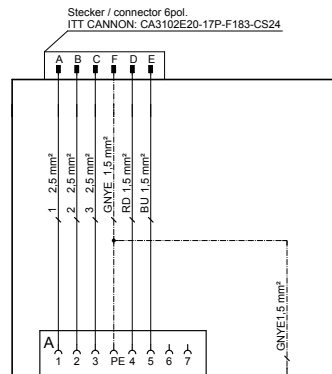 Stecker / connector 6pol.
ITT CANNON: CA3102E20-17P-F183-CS24
A B C F D E
1 2,5 mm²
2 2,5 mm²
3 2,5 mm²
GNYE 1,5 mm²
RD 1,5 mm²
BU 1,5 mm²
GNYE1,5 mm²
A
1 2 3 PE 4 5 6 7